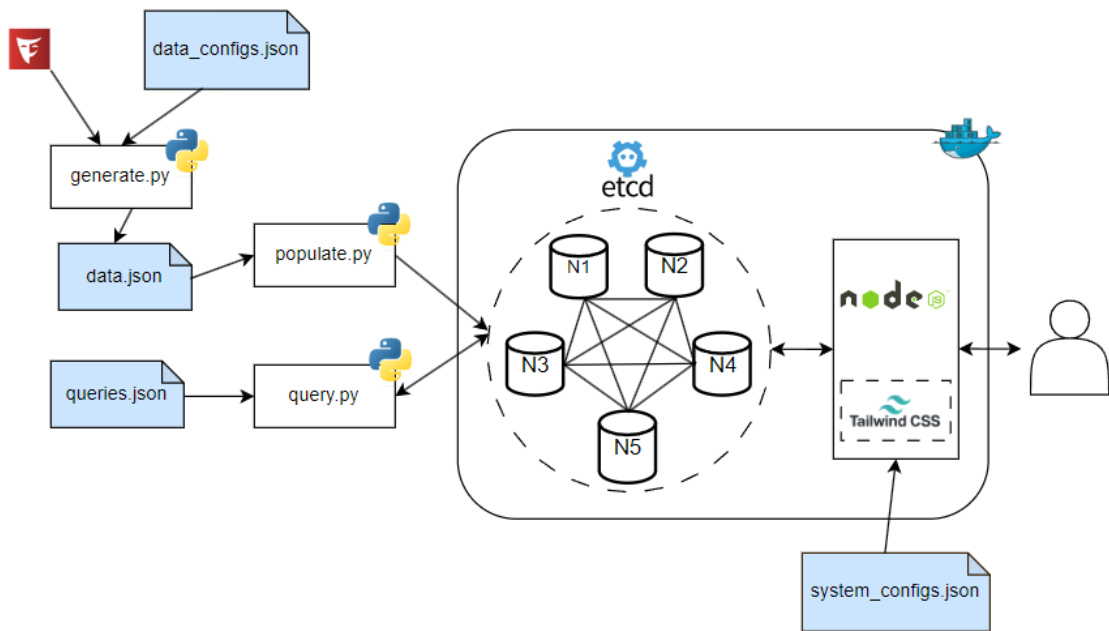 data_configs.json
generate.py
etcd
populate.py
data.json
N1
N2
node
JS
N3
N4
queries.json
query.py
Tailwind CSS
N5
system_configs.json